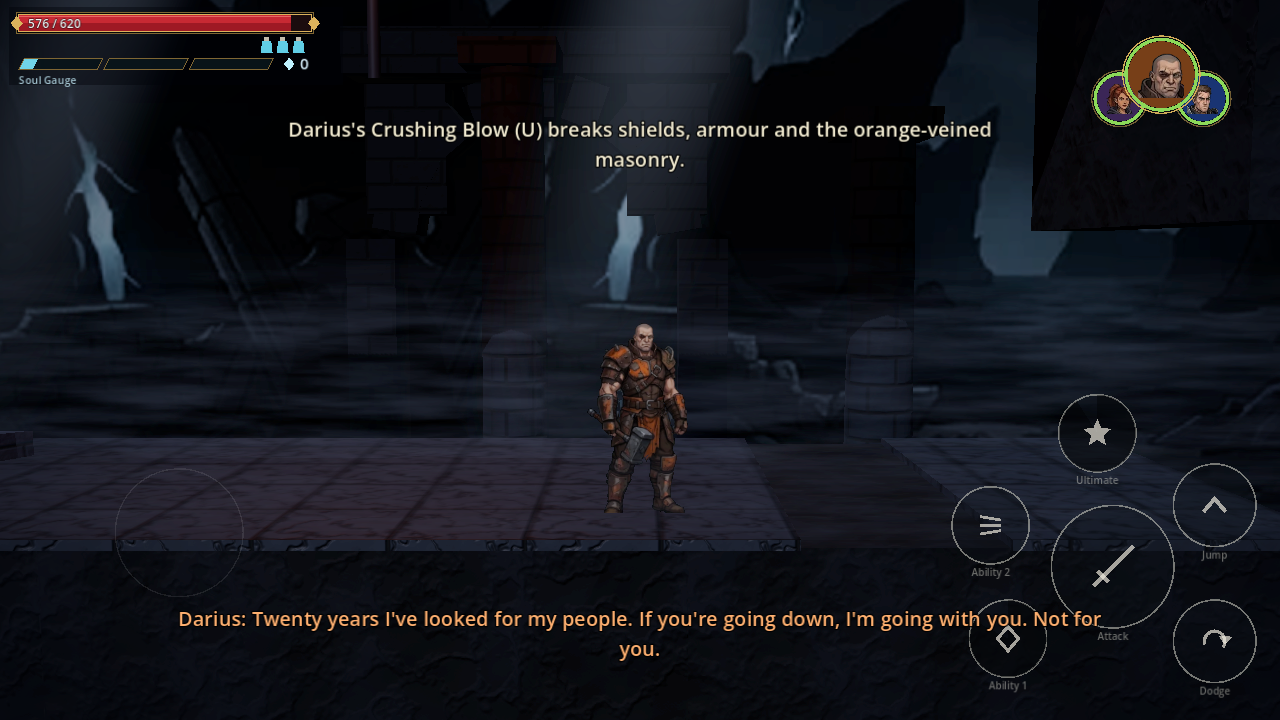 576 / 620
0
Soul Gauge
Darius's Crushing Blow (U) breaks shields, armour and the orange-veined
masonry.
Ultimate
Ability 2
Jump
Darius: Twenty years I've looked for my people. If you're going down, I'm going with you. Not for
you.
Attack
Ability 1
Dodge